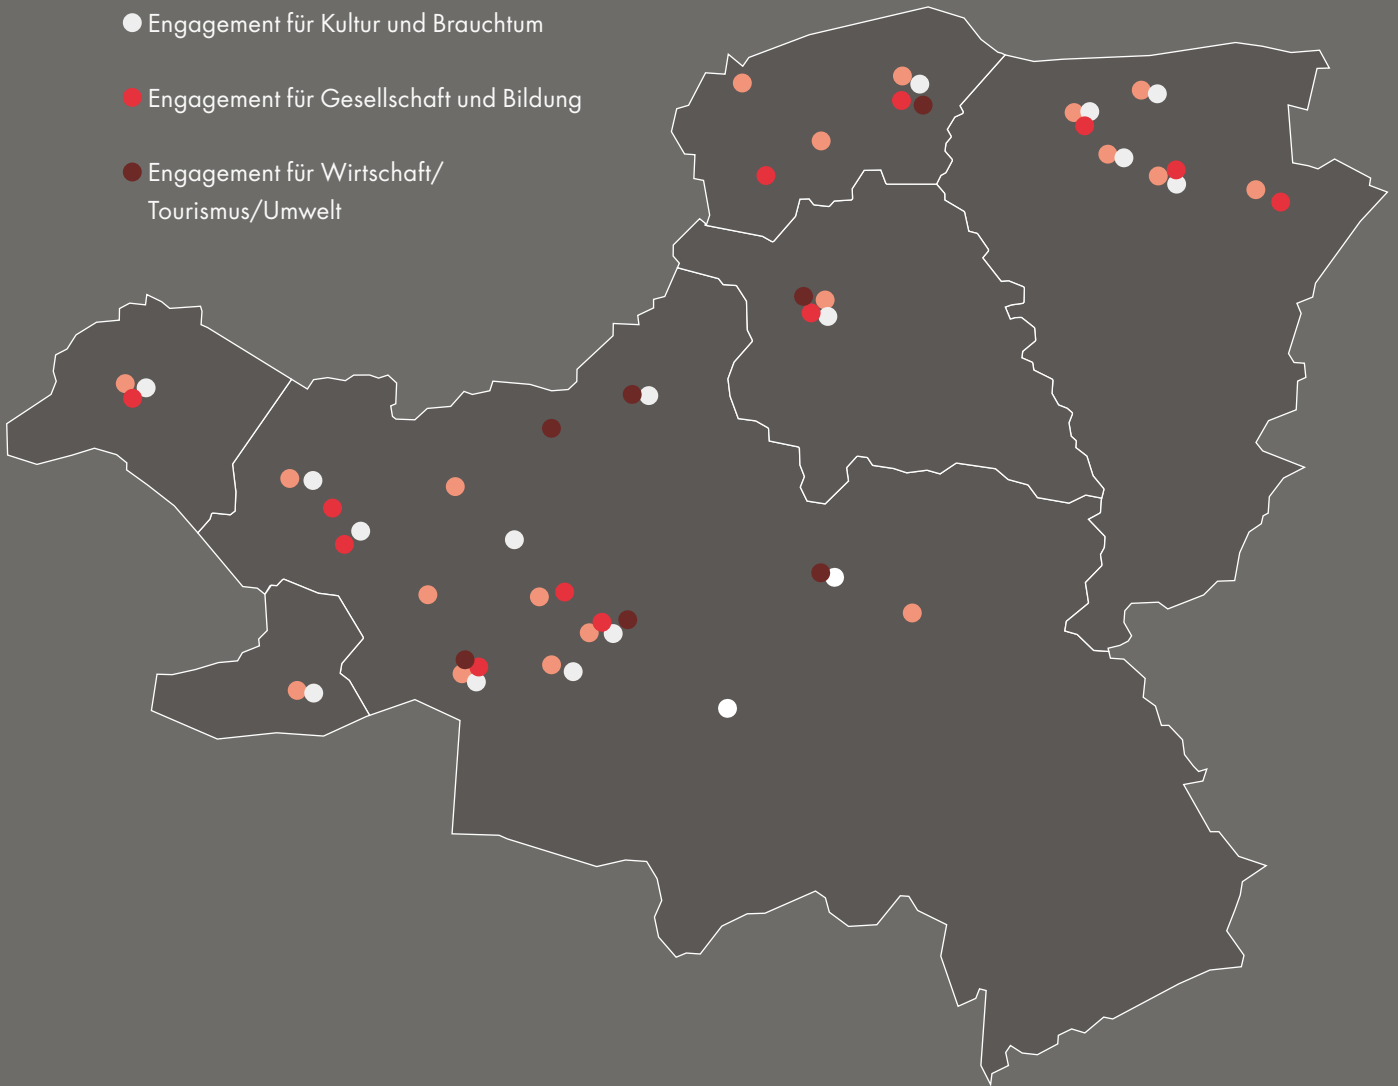 Engagement für Kultur und Brauchtum
Engagement für Gesellschaft und Bildung
Engagement für Wirtschaft/
Tourismus/Umwelt